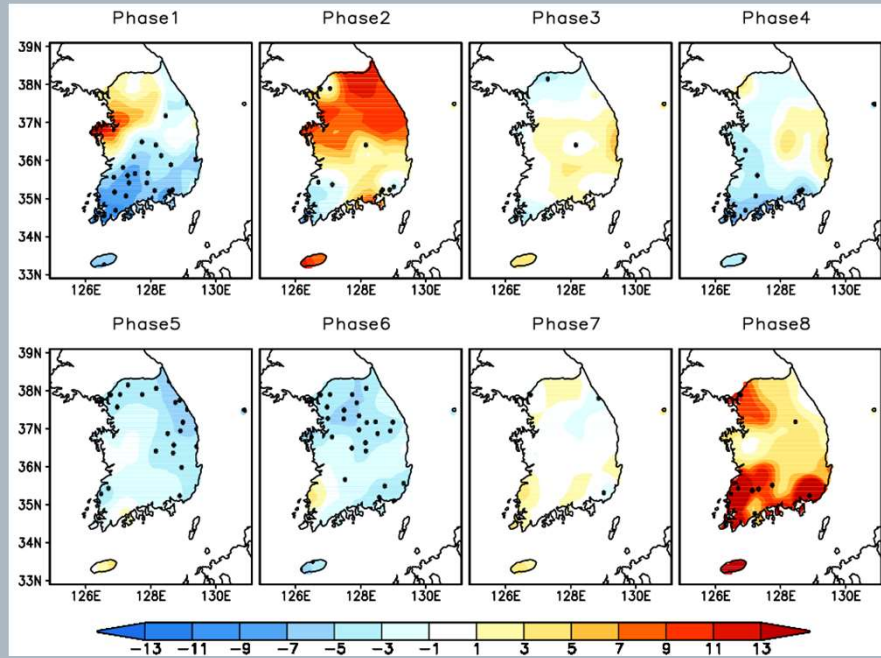 Phase1 Phase2 Phase3 Phase4
39N
38N
37N
36N
35N
34N
33N
126E 128E 130E 126E 128E 130E 126E 128E 130E 126E 128E 130E
Phase5 Phase6 Phase7 Phase8
39N
38N
37N
36N
35N
34N
33N
126E 128E 130E 126E 128E 130E 126E 128E 130E 126E 128E 130E
-13 -11 -9 -7 -5 -3 -1 1 3 5 7 9 11 13